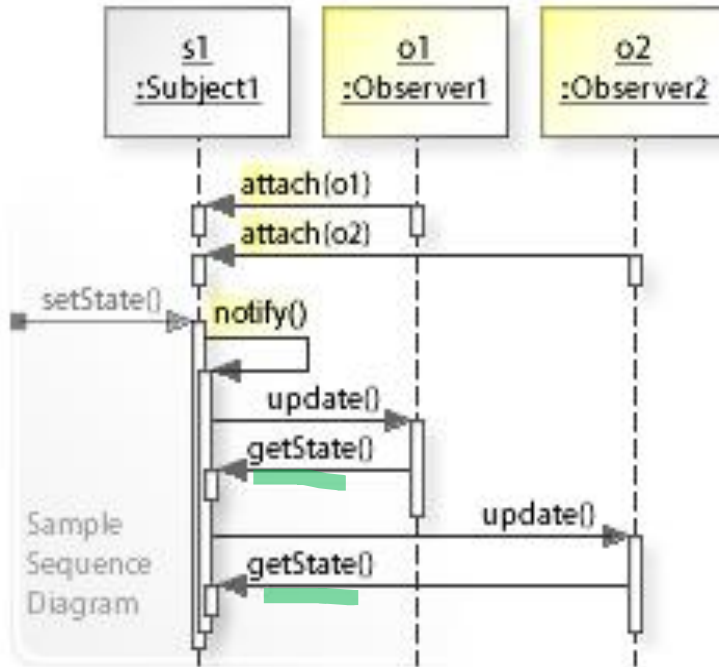 s1
:Subject1
o1
:Observer1
o2
:Observer2
attach(o1)
attach(o2)
setState()
notify()
update()
getState()
update()
getState()
Sample
Sequence
Diagram